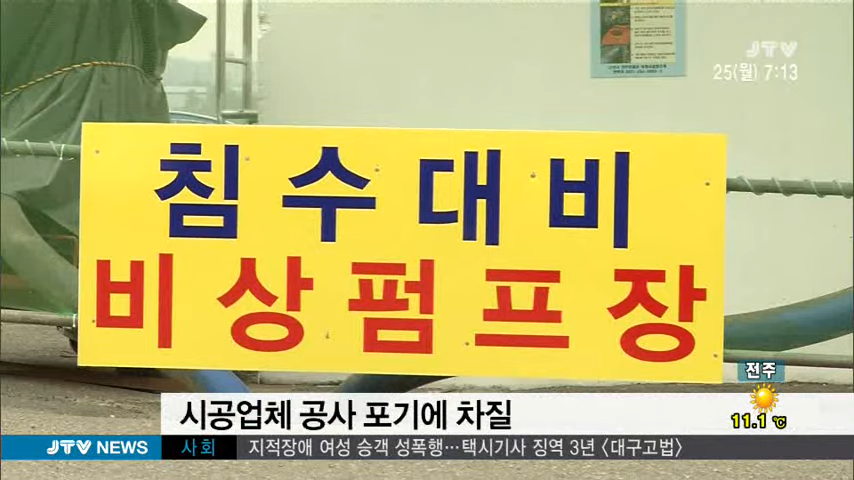 JTV
25(월) 7:13
침수대비
비상펌프장
전주
11.1℃
시공업체 공사 포기에 차질
JTV NEWS
사회
지적장애 여성 승객 성폭행…택시기사 징역 3년 <대구고법>